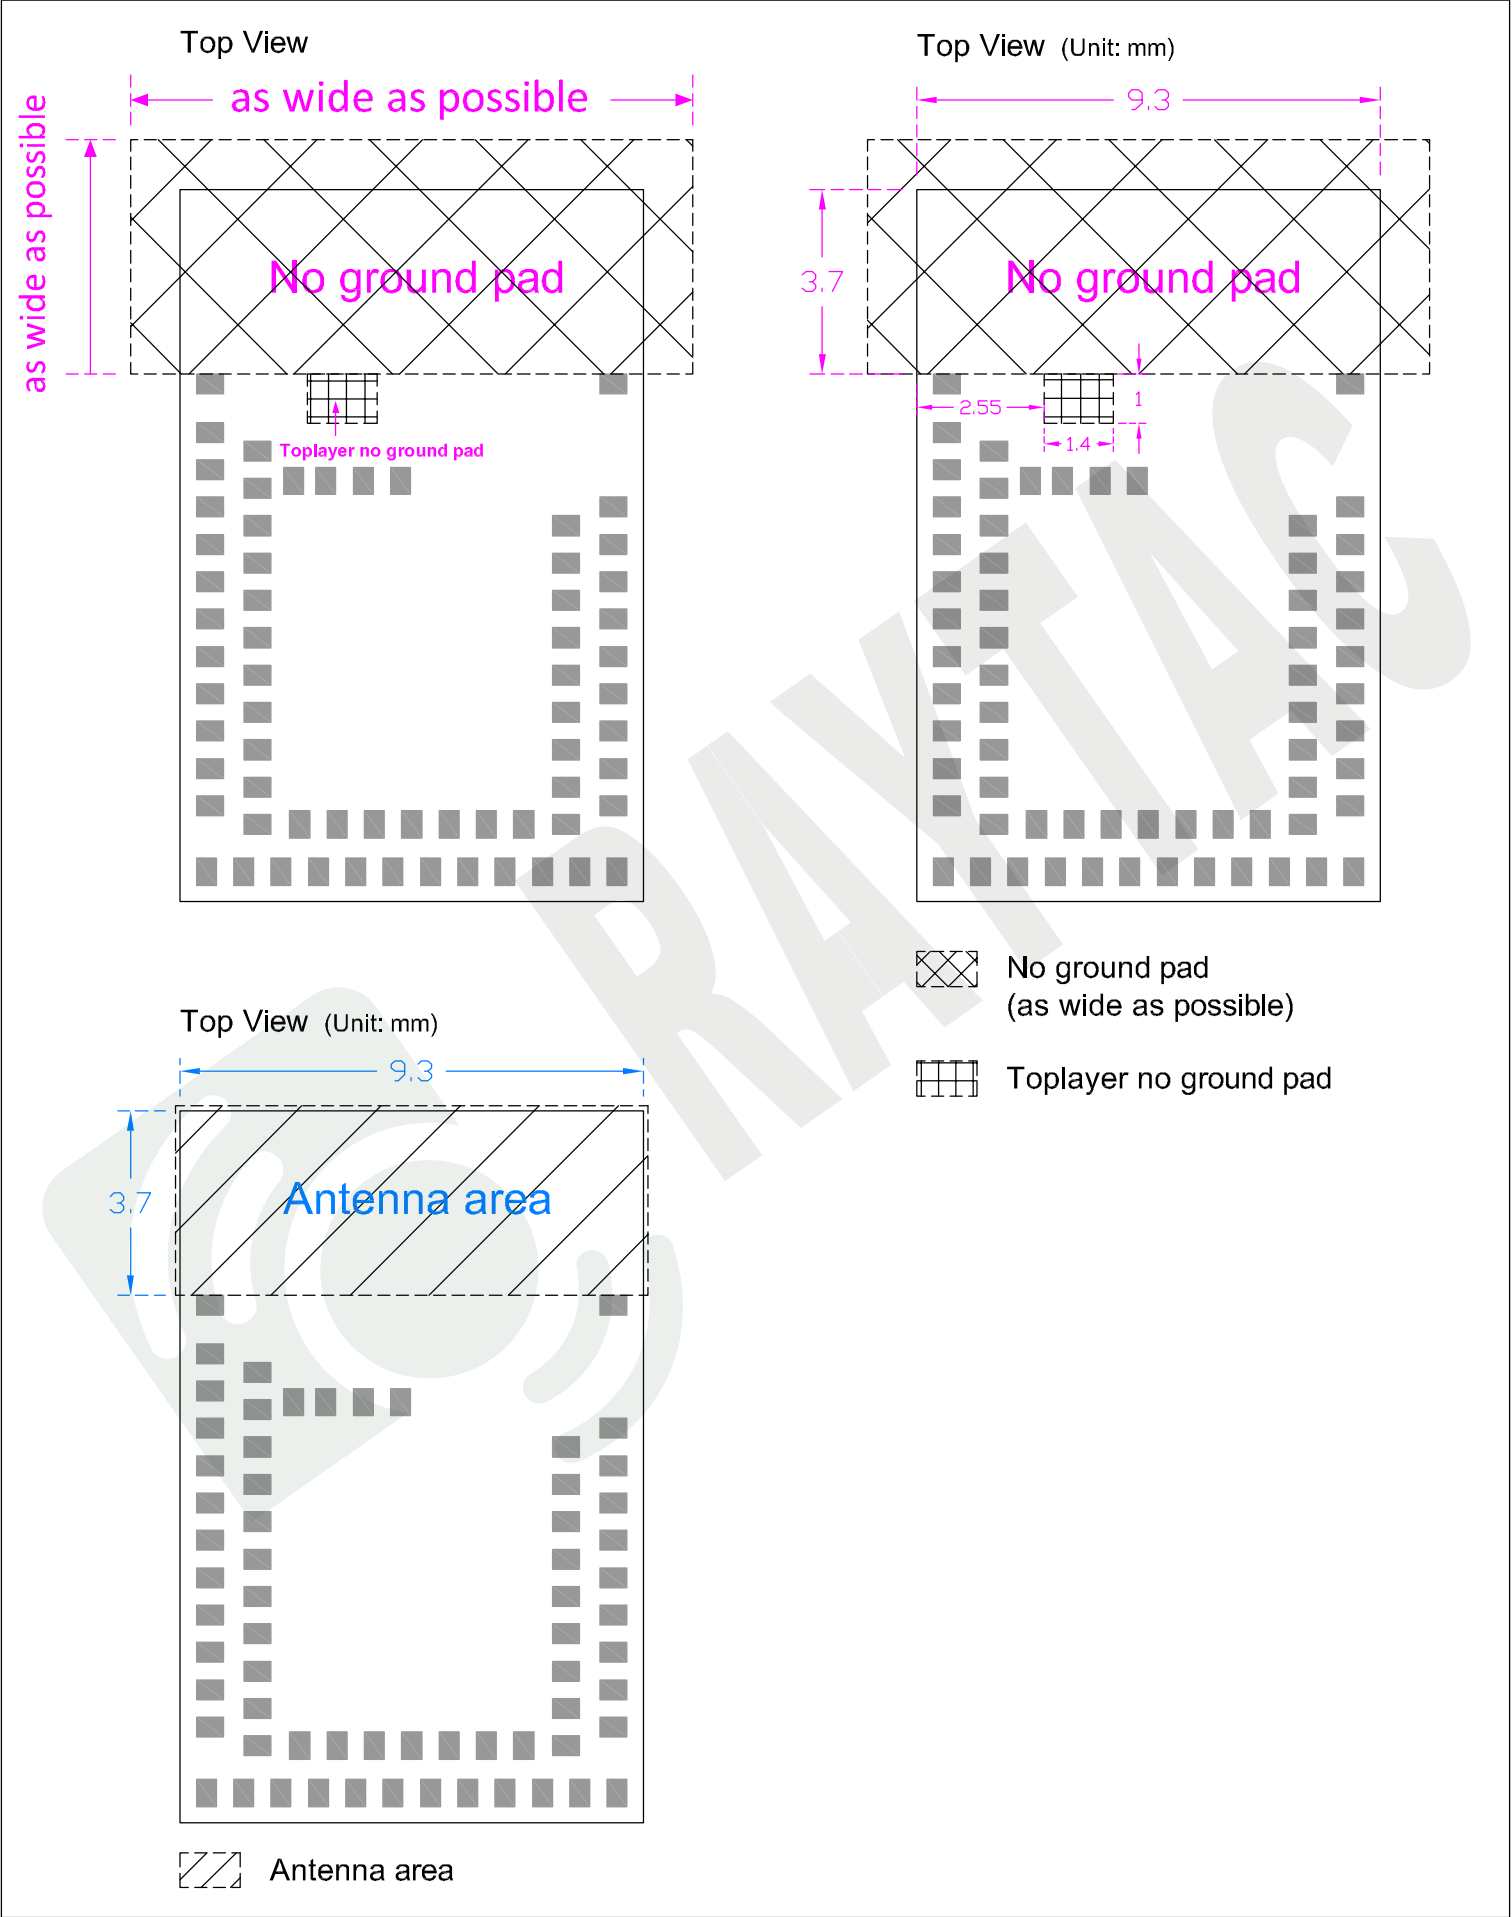 Top View
as wide as possible
as wide as possible
No ground pad
Toplayer no ground pad
Top View (Unit: mm)
9.3
3.7
No ground pad
2.55
1
1.4
No ground pad
(as wide as possible)
Toplayer no ground pad
Top View (Unit: mm)
9.3
3.7
Antenna area
Antenna area
RAYTAC